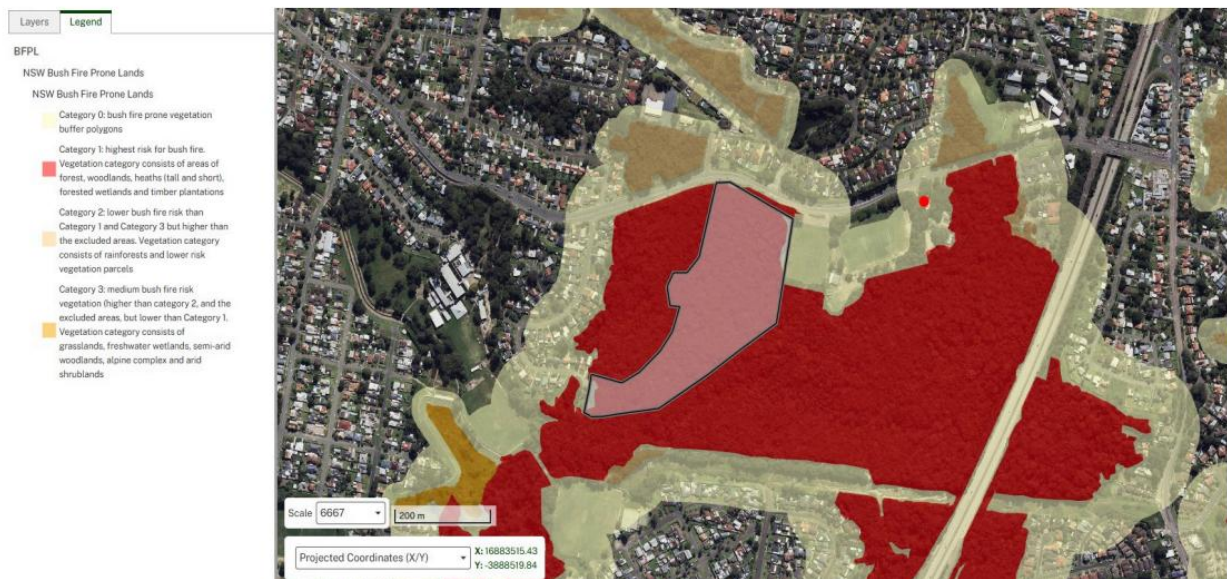 Layers
Legend
BFPL
NSW Bush Fire Prone Lands
NSW Bush Fire Prone Lands
Category 0: bush fire prone vegetation
buffer polygons
Category 1: highest risk for bush fire.
Vegetation category consists of areas of
forest, woodlands, heaths (tall and short),
forested wetlands and timber plantations
Category 2: lower bush fire risk than
Category 1 and Category 3 but higher than
the excluded areas. Vegetation category
consists of rainforests and lower risk
vegetation parcels
Category 3: medium bush fire risk
vegetation (higher than category 2, and the
excluded areas, but lower than Category 1.
Vegetation category consists of
grasslands, freshwater wetlands, semi-arid
woodlands, alpine complex and arid
shrublands
Scale 6667
200 m
Projected Coordinates (X/Y)
X: 16883515.43
Y: -3888519.84